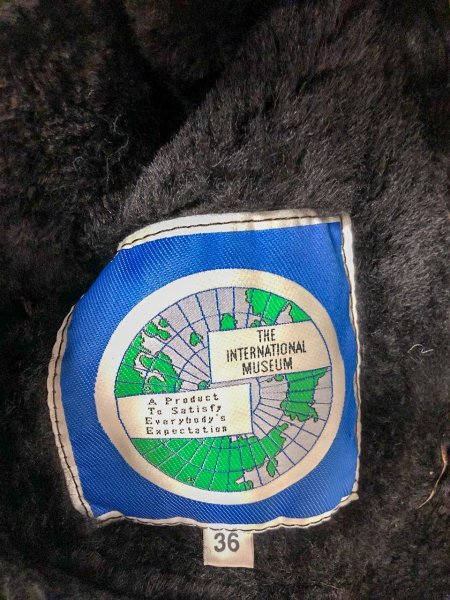 THE
INTERNATIONAL
MUSEUM
A Product
To Satisfy
Everybody's
Expectation
36